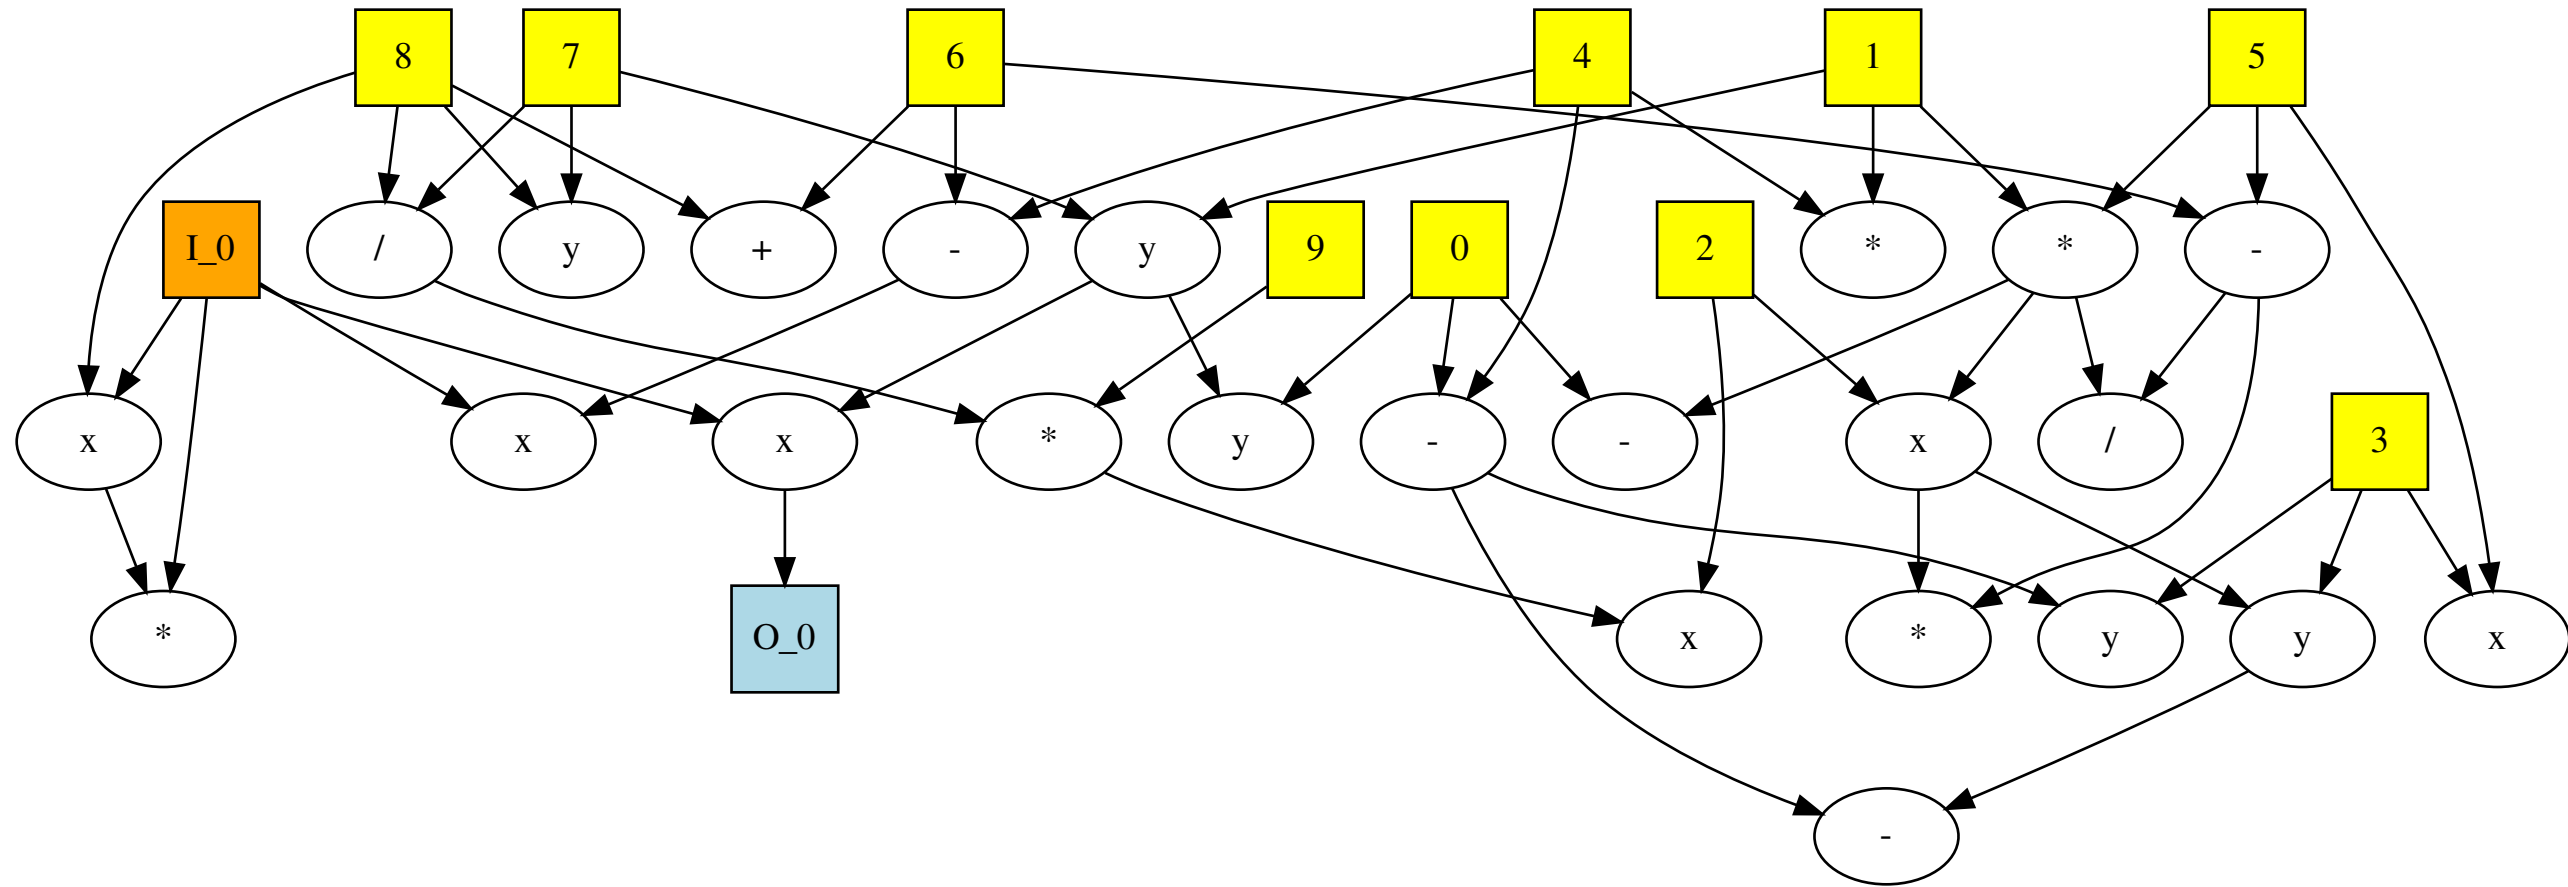 8 7 6 4 1 5
I_0 / y + - y 9 0 2 * * -
x x x * y - - x / 3
* O_0 x * y y x
-